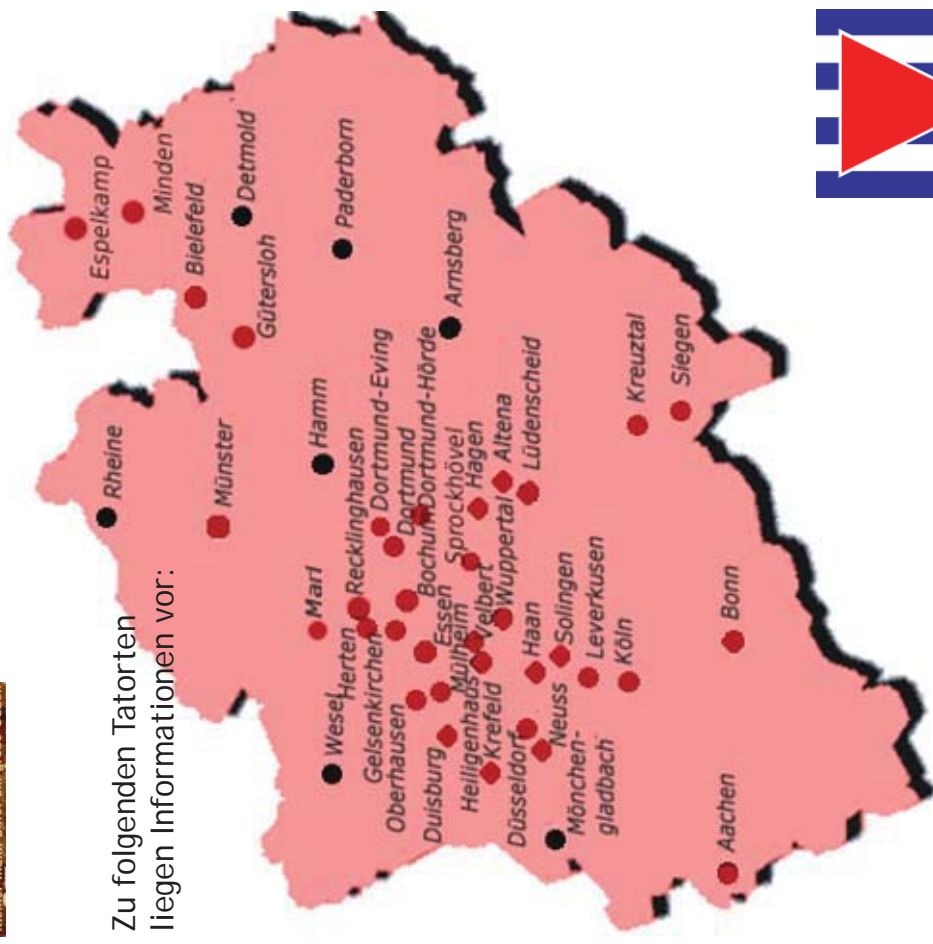 Zu folgenden Tatorten
liegen Informationen vor:
Espelkamp
Minden
Bielefeld
Detmold
Gütersloh
Paderborn
Rheine
Münster
Hamm
Arnsberg
Marl
Recklinghausen
Dortmund-Eving
Dortmund
Dortmund-Hörde
Bochum
Sprockhövel
Hagen
Altena
Lüdenscheid
Kreuztal
Siegen
Wesel
Herten
Gelsenkirchen
Oberhausen
Essen
Mülheim
Velbert
Wuppertal
Duisburg
Heiligenhaus
Krefeld
Düsseldorf
Haan
Solingen
Neuss
Leverkusen
Mönchen-
gladbach
Köln
Bonn
Aachen